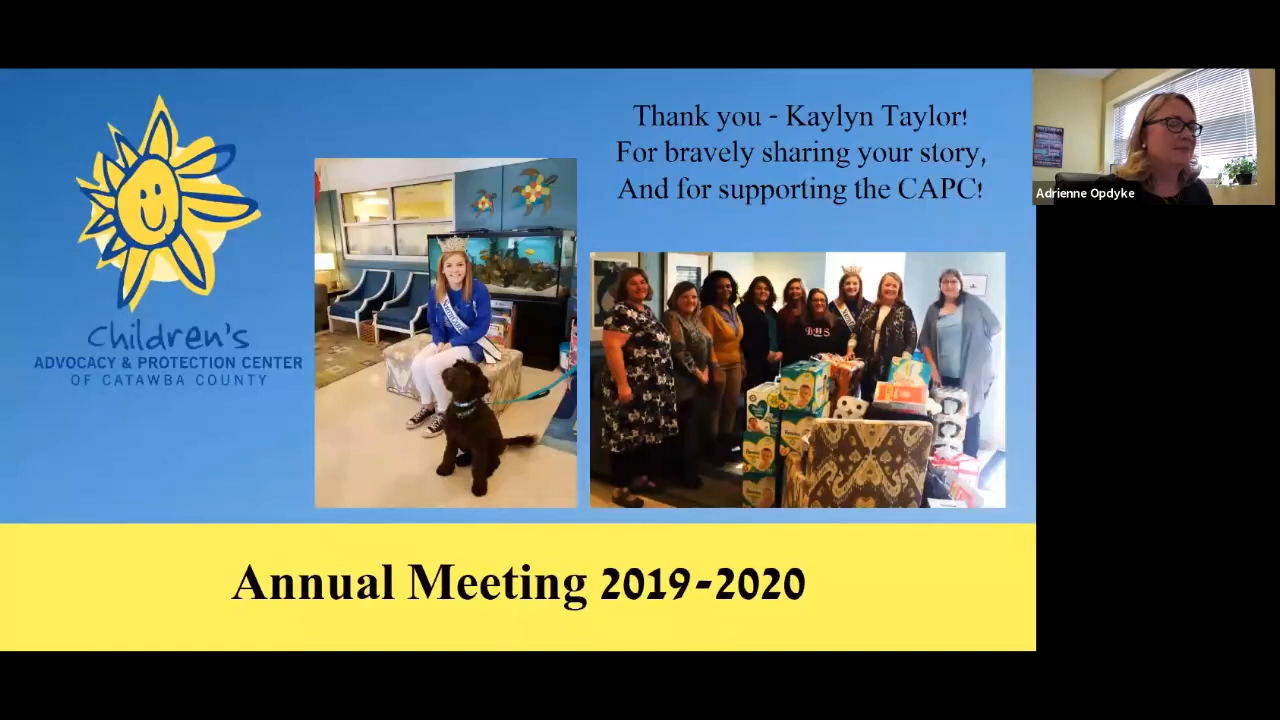 Thank you - Kaylyn Taylor!
For bravely sharing your story,
And for supporting the CAPC!
Adrienne Opdyke
Children's
ADVOCACY & PROTECTION CENTER
OF CATAWBA COUNTY
BHS
Annual Meeting 2019-2020